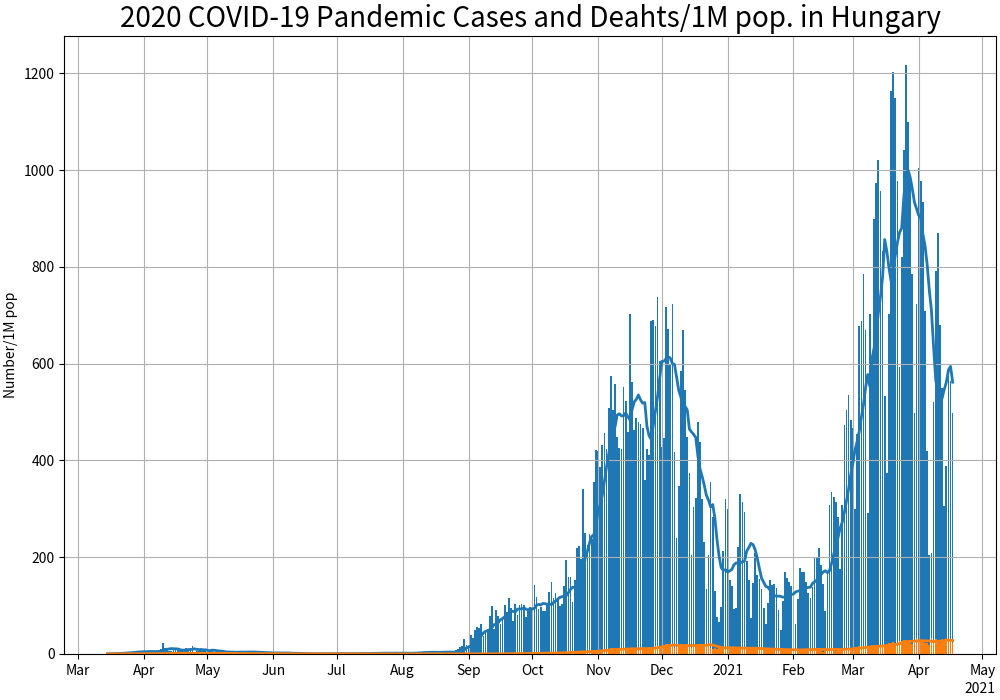 2020 COVID-19 Pandemic Cases and Deahts/1M pop. in Hungary
Number/1M pop
1200
1000
800
600
400
200
0
Mar Apr May Jun Jul Aug Sep Oct Nov Dec 2021 Feb Mar Apr May
2021